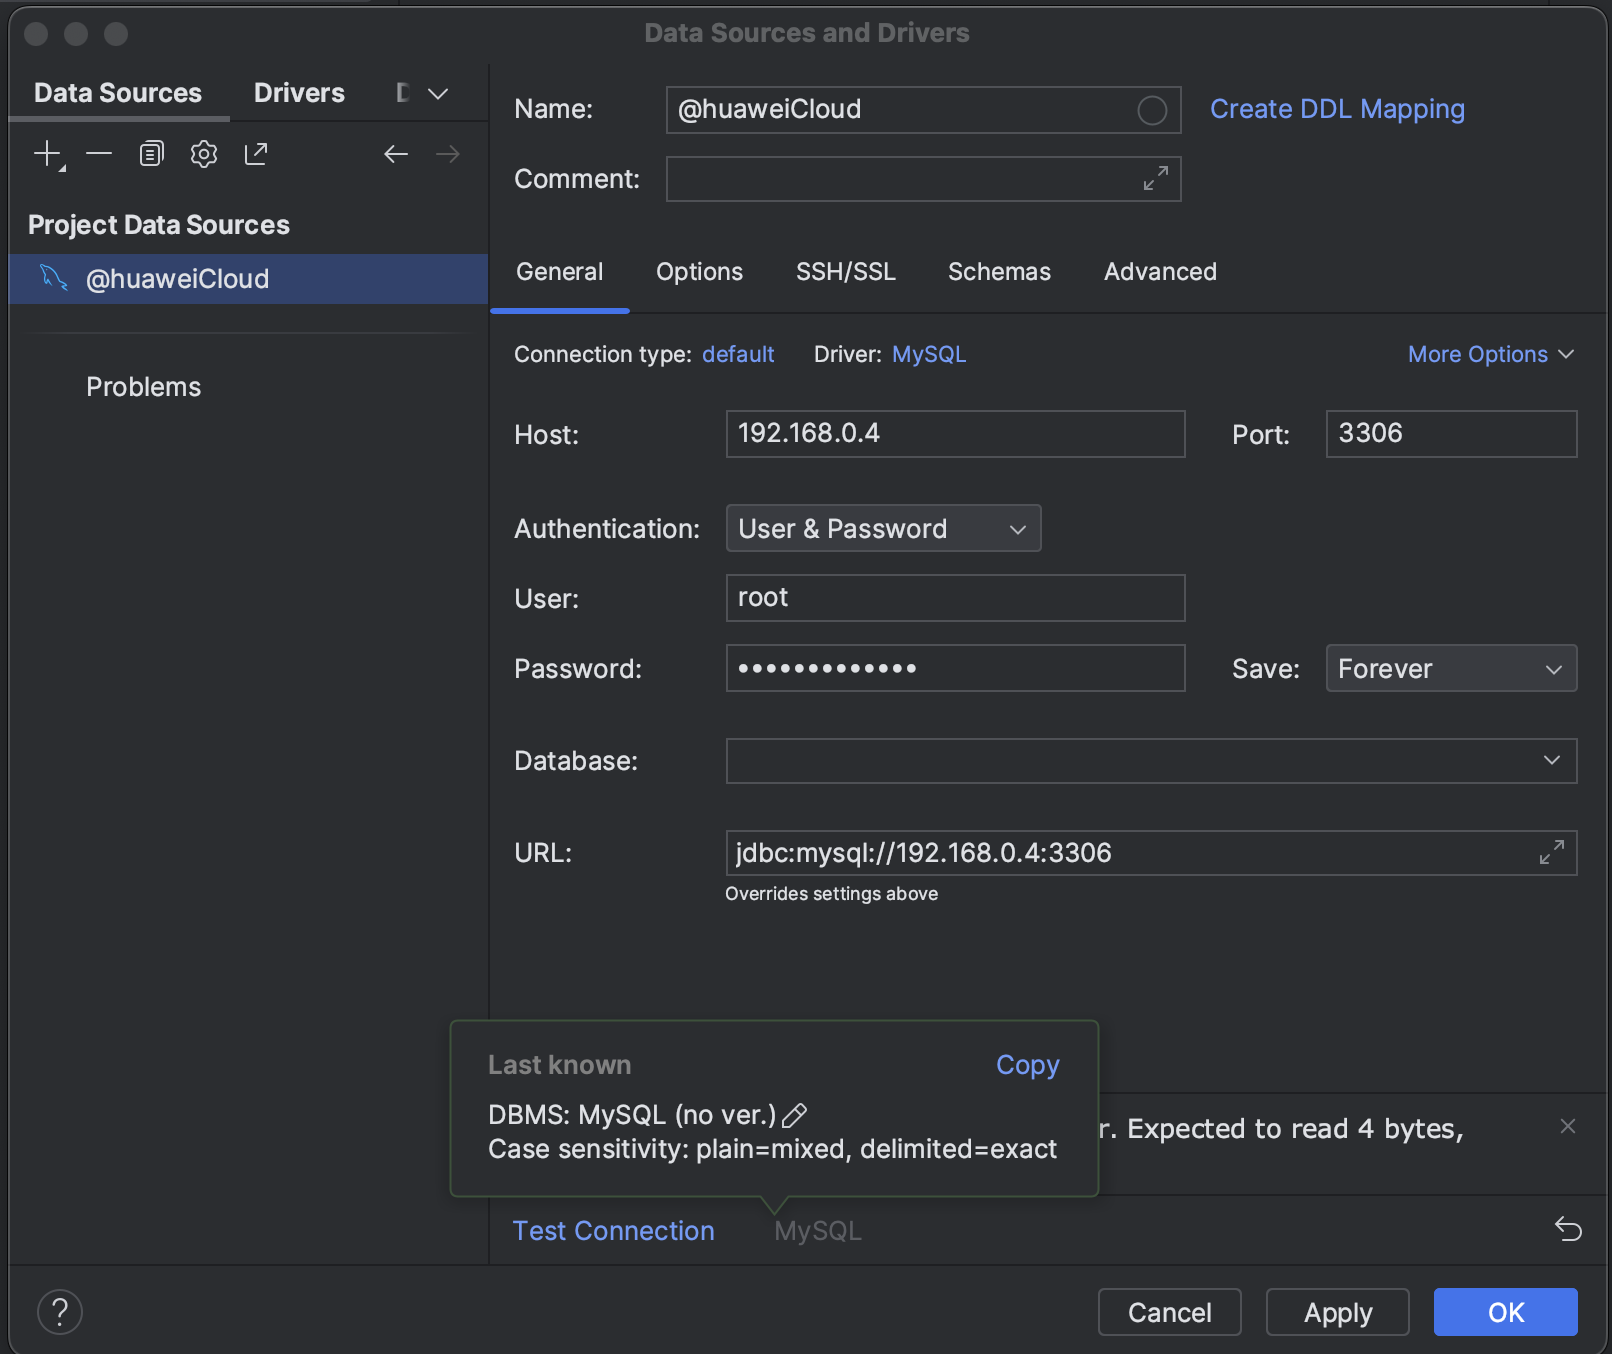 Data Sources and Drivers
Data Sources Drivers
Project Data Sources
@huaweiCloud
Problems
Name: @huaweiCloud Create DDL Mapping
Comment:
General Options SSH/SSL Schemas Advanced
Connection type: default Driver: MySQL More Options
Host: 192.168.0.4 Port: 3306
Authentication: User & Password
User: root
Password: ••••••••••••• Save: Forever
Database:
URL: jdbc:mysql://192.168.0.4:3306
Overrides settings above
Last known Copy
DBMS: MySQL (no ver.)
Case sensitivity: plain=mixed, delimited=exact
r. Expected to read 4 bytes,
Test Connection MySQL
? Cancel Apply OK